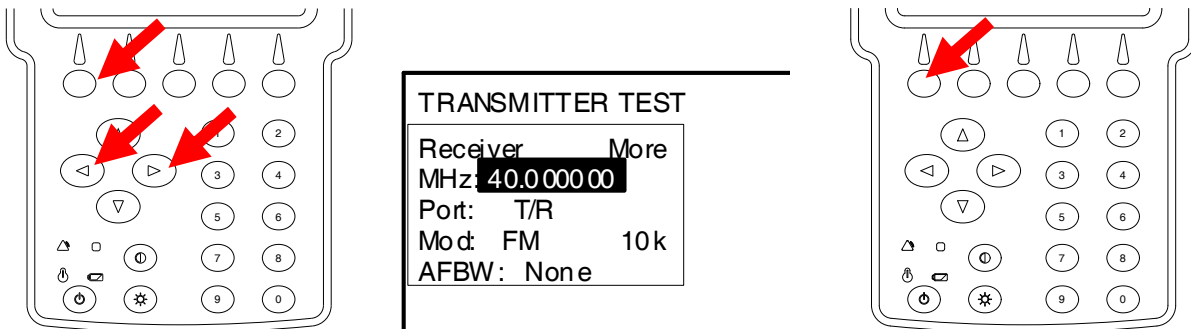 2
3 4
5 6
7 8
9 0
TRANSMITTER TEST
Receiver More
MHz: 40.000000
Port: T/R
Mod: FM 10k
AFBW: None
1 2
3 4
5 6
7 8
9 0